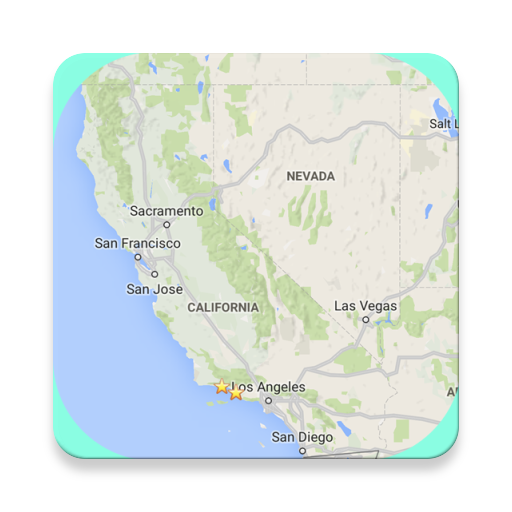 Salt L
NEVADA
Sacramento
San Francisco
San Jose
CALIFORNIA
Las Vegas
Los Angeles
A
San Diego